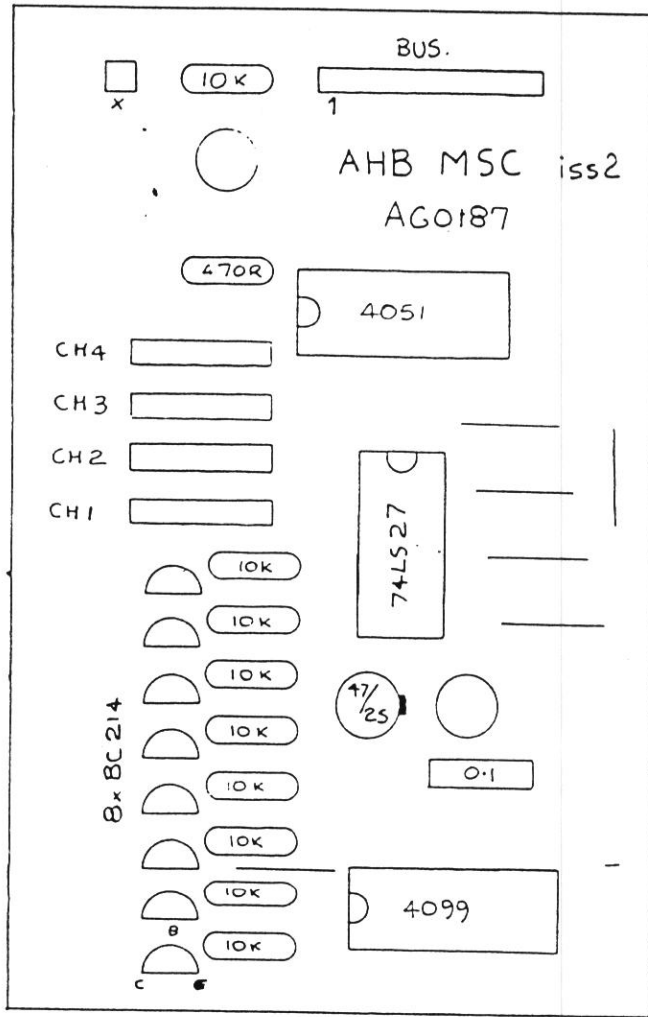 BUS.
10K
X
1
AHB MSC iss2
AG0187
470R
4051
CH4
CH3
CH2
CH1
74LS27
10K
10K
10K
10K
10K
10K
10K
10K
8x BC214
47/25
0.1
4099
B
C